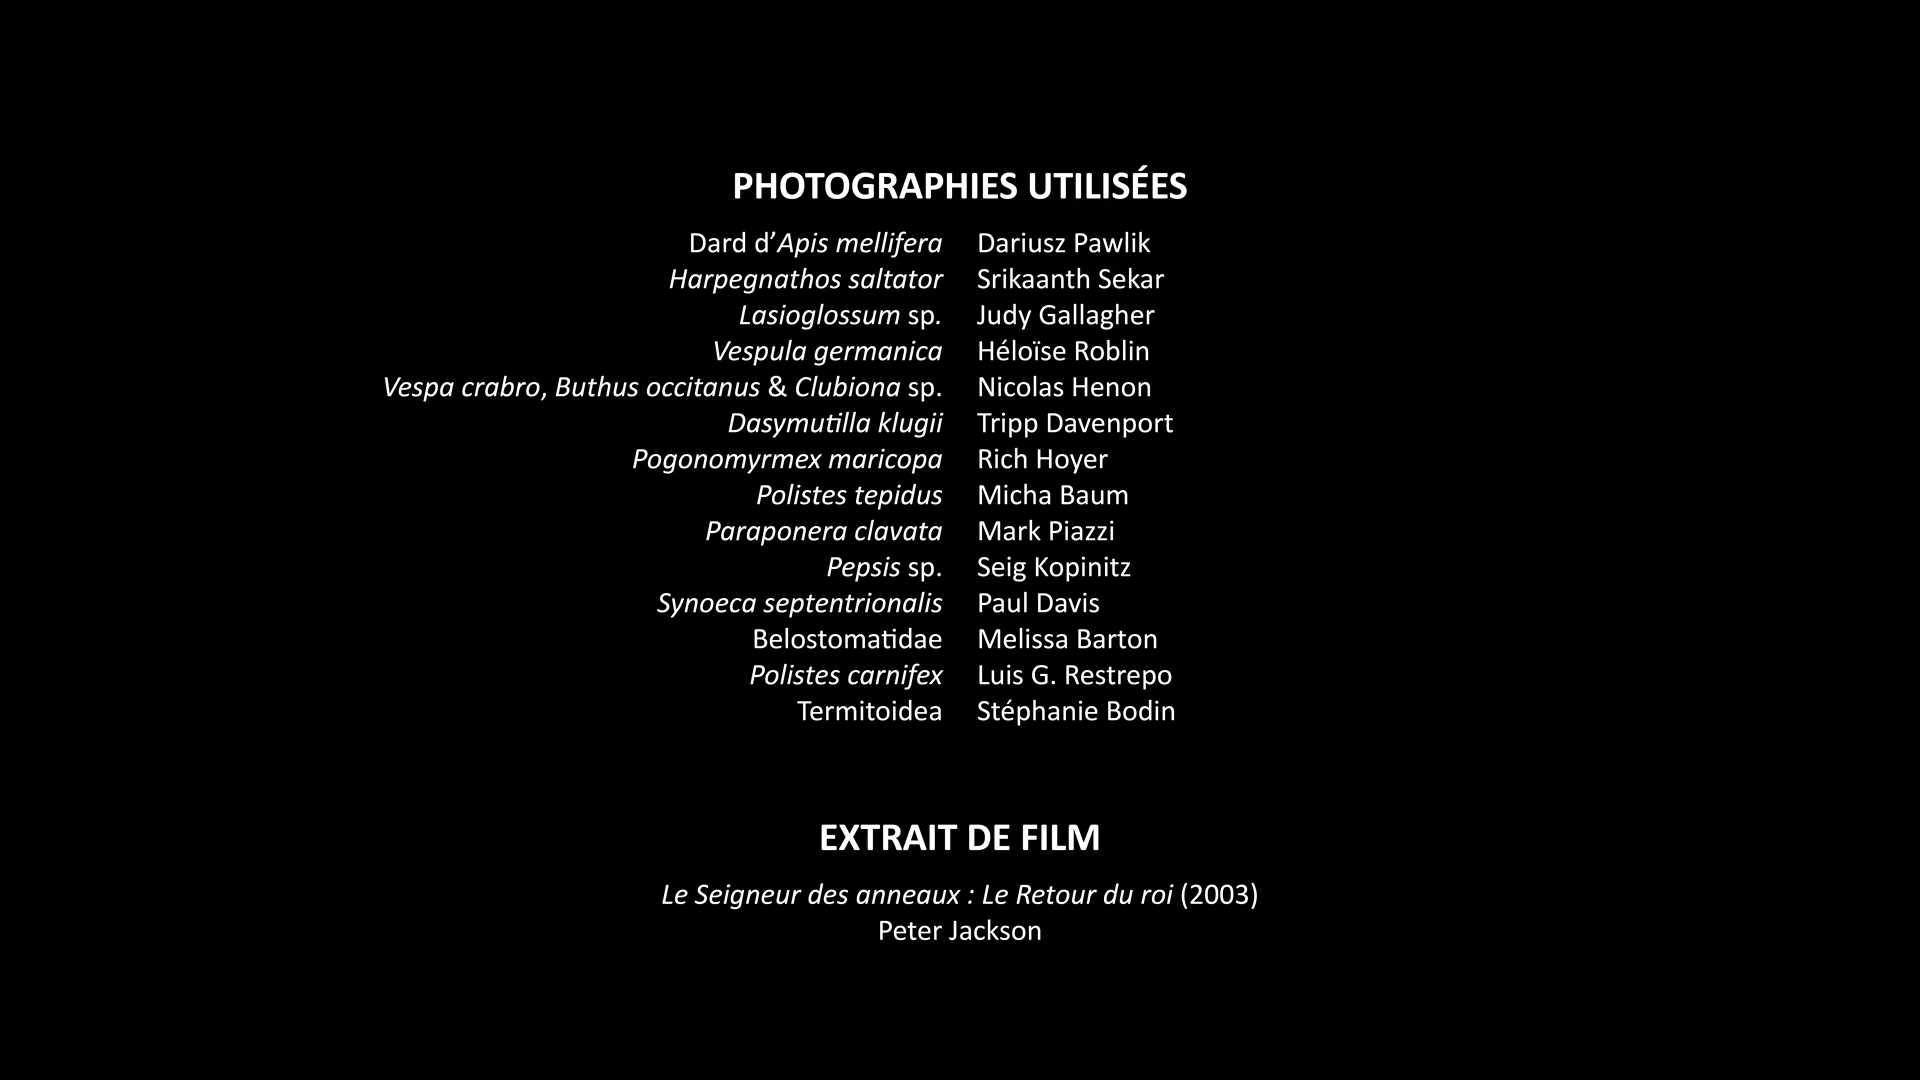 PHOTOGRAPHIES UTILISÉES
Dard d’Apis mellifera Dariusz Pawlik
Harpegnathos saltator Srikaanth Sekar
Lasioglossum sp. Judy Gallagher
Vespula germanica Héloïse Roblin
Vespa crabro, Buthus occitanus & Clubiona sp. Nicolas Henon
Dasymutilla klugii Tripp Davenport
Pogonomyrmex maricopa Rich Hoyer
Polistes tepidus Micha Baum
Paraponera clavata Mark Piazzi
Pepsis sp. Seig Kopinitz
Synoeca septentrionalis Paul Davis
Belostomatidae Melissa Barton
Polistes carnifex Luis G. Restrepo
Termitoidea Stéphanie Bodin
EXTRAIT DE FILM
Le Seigneur des anneaux : Le Retour du roi (2003)
Peter Jackson